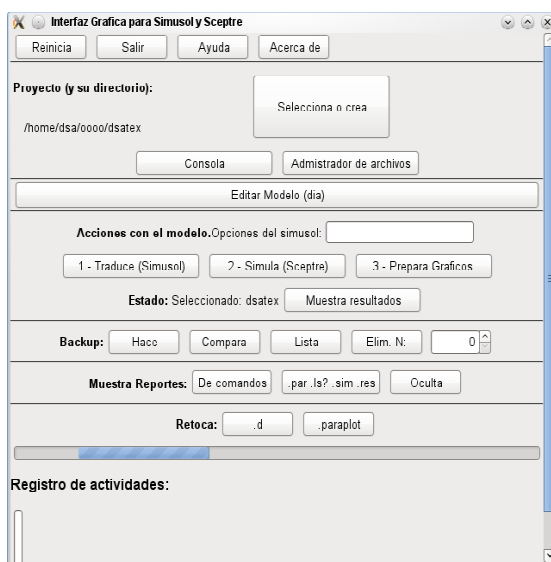 Interfaz Grafica para Simusol y Sceptre
Reinicia Salir Ayuda Acerca de
Proyecto (y su directorio):
Selecciona o crea
/home/dsa/oooo/dsatex
Consola Admistrador de archivos
Editar Modelo (dia)
Acciones con el modelo.Opciones del simusol:
1 - Traduce (Simusol) 2 - Simula (Sceptre) 3 - Prepara Graficos
Estado: Seleccionado: dsatex Muestra resultados
Backup: Hace Compara Lista Elim. N: 0
Muestra Reportes: De comandos .par .ls? .sim .res Oculta
Retoca: .d .paraplot
Registro de actividades: